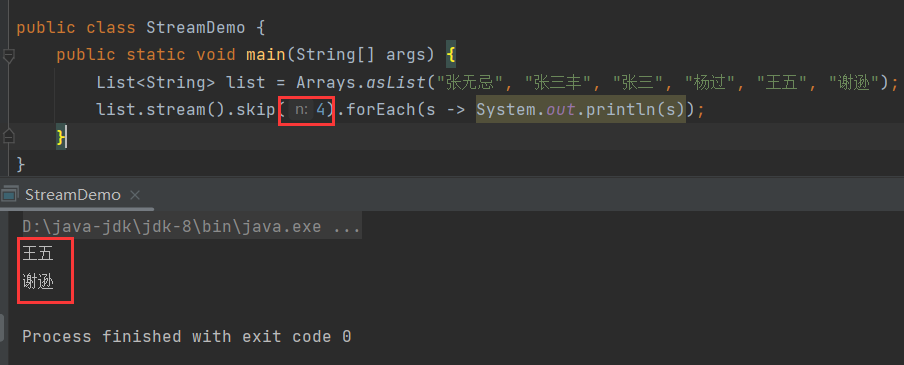 public class StreamDemo {
public static void main(String[] args) {
List<String> list = Arrays.asList("张无忌", "张三丰", "张三", "杨过", "王五", "谢逊");
list.stream().skip( n: 4).forEach(s -> System.out.println(s));
}
}
StreamDemo ×
D:\java-jdk\jdk-8\bin\java.exe ...
王五
谢逊
Process finished with exit code 0